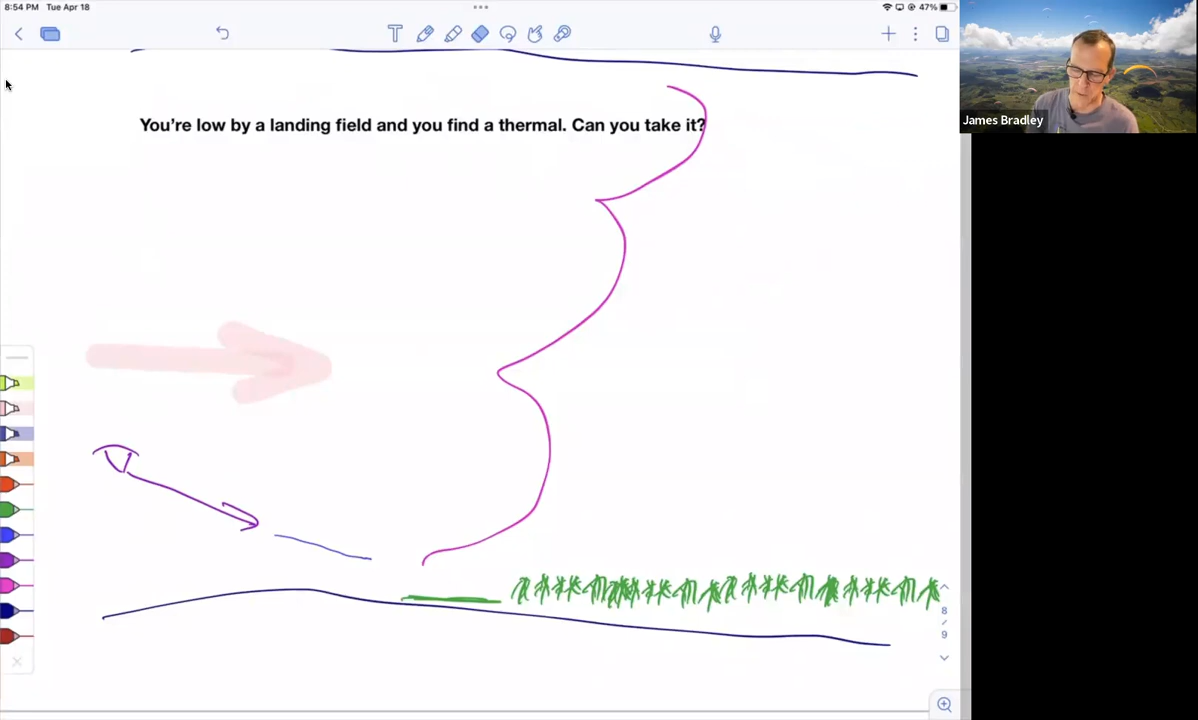 8:54 PM Tue Apr 18
47%
James Bradley
You're low by a landing field and you find a thermal. Can you take it?
8
/
9